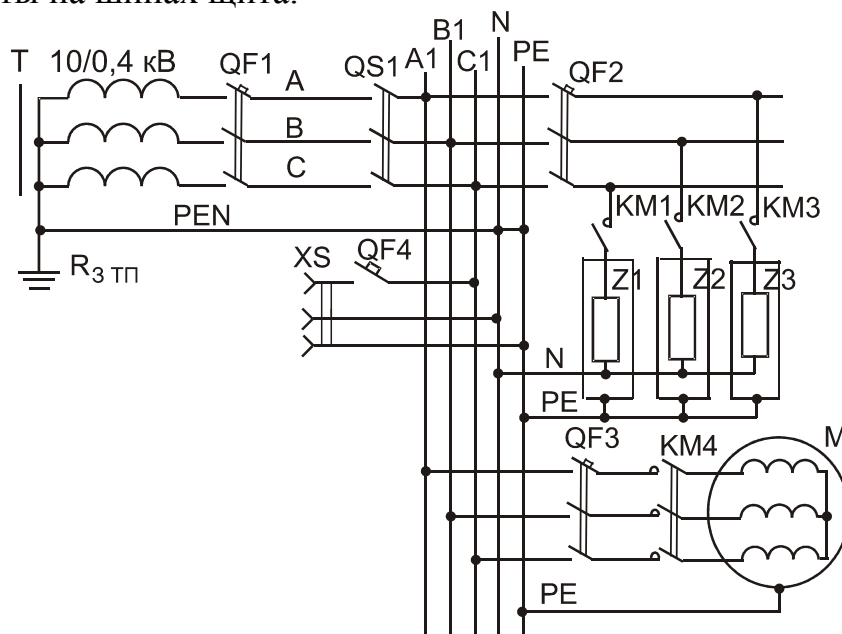 ты на шинах щита.
N
B1
T 10/0,4 кВ QF1 A QS1 A1 C1 PE QF2
B
C
PEN KM1 KM2 KM3
XS QF4
R З ТП Z1 Z2 Z3
N
PE
QF3 KM4 M
PE